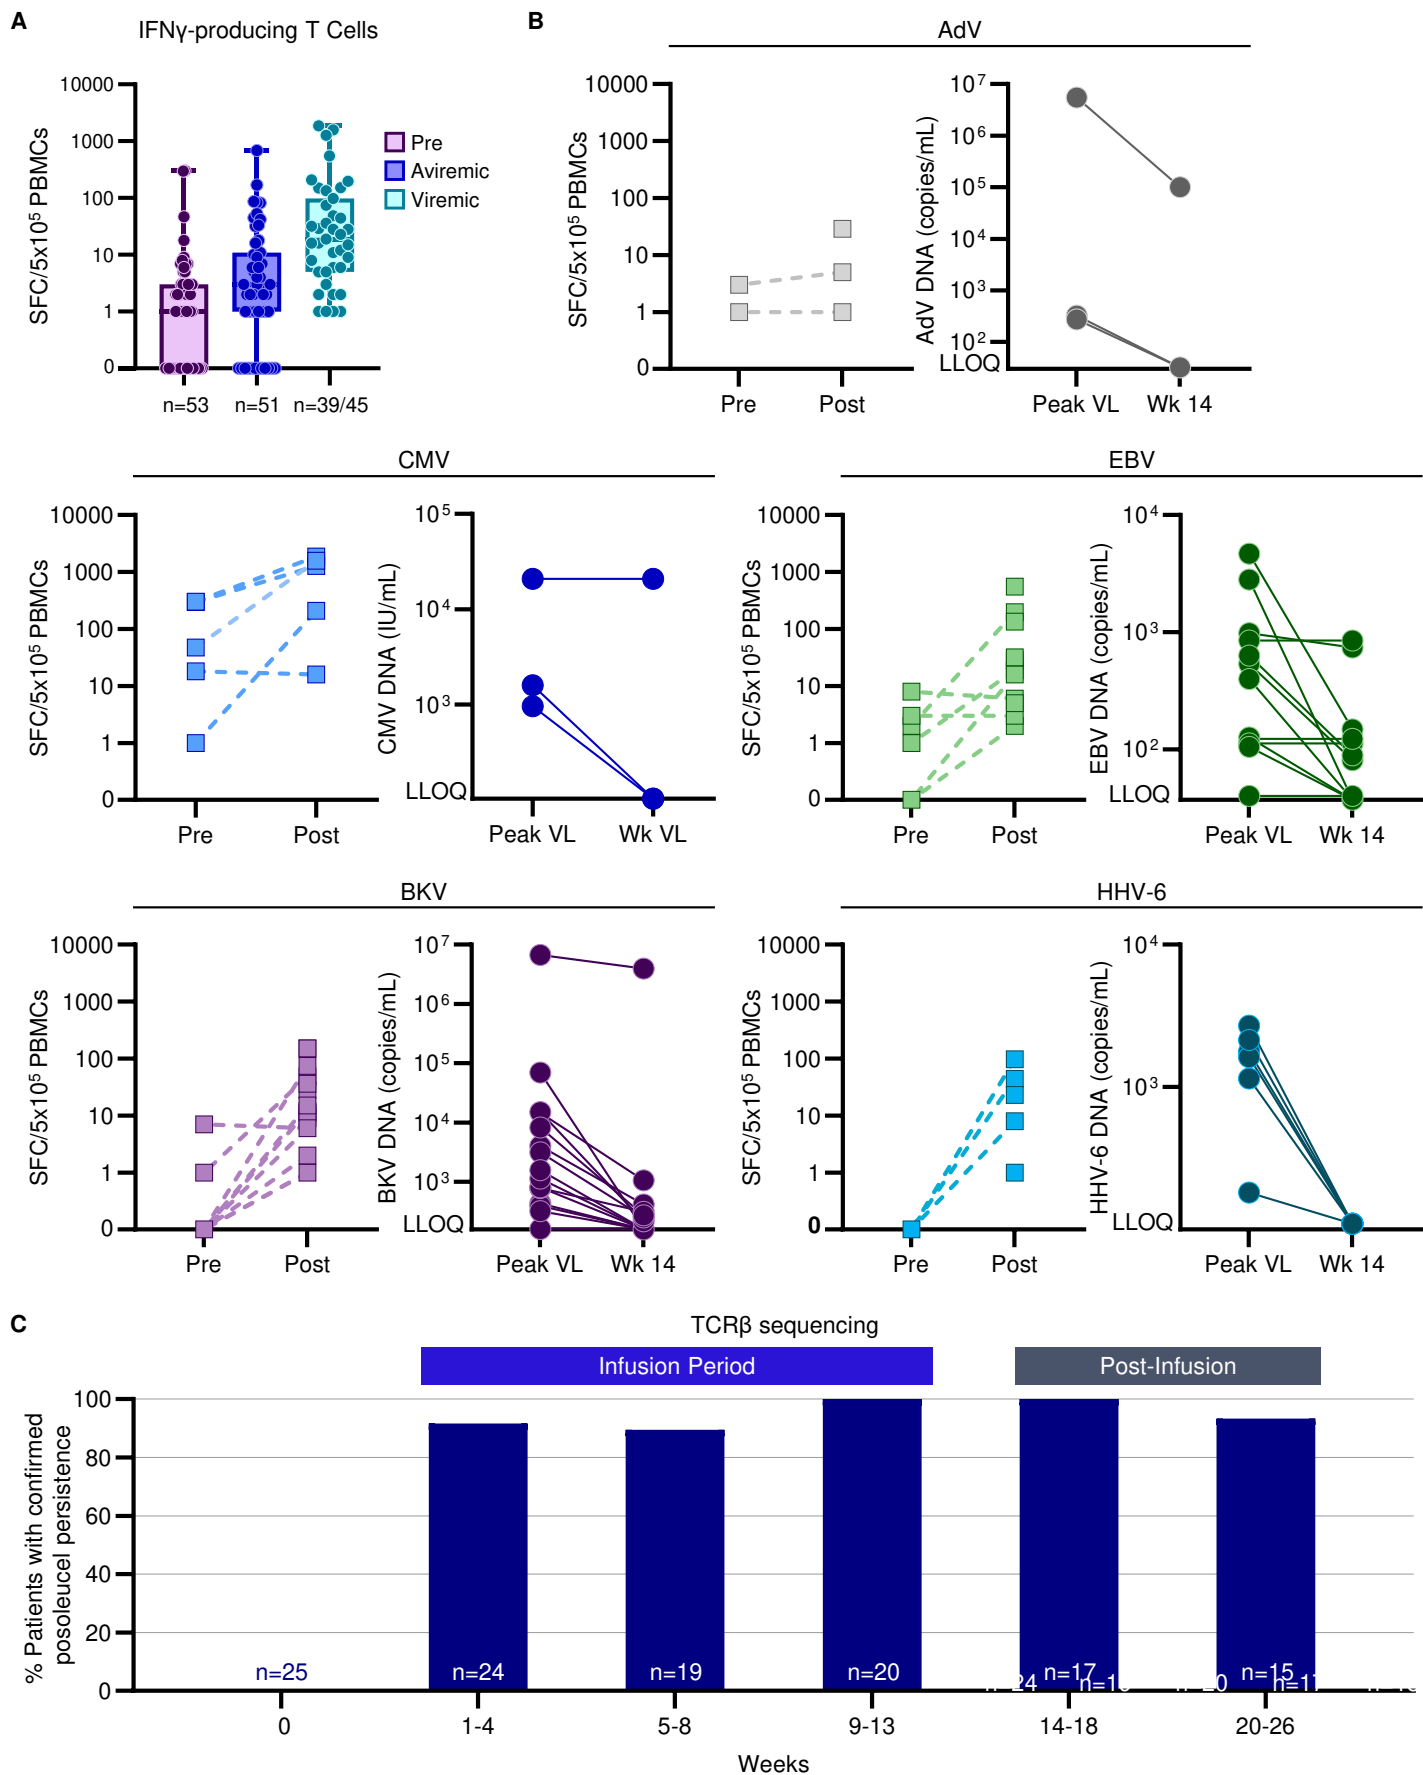 A
IFNγ-producing T Cells
SFC/5x10⁵ PBMCs
10000
1000
100
10
1
0
n=53
n=51
n=39/45
Pre
Aviremic
Viremic
B
AdV
SFC/5x10⁵ PBMCs
10000
1000
100
10
1
0
Pre
Post
AdV DNA (copies/mL)
10⁷
10⁶
10⁵
10⁴
10³
10²
LLOQ
Peak VL
Wk 14
CMV
SFC/5x10⁵ PBMCs
10000
1000
100
10
1
0
Pre
Post
CMV DNA (IU/mL)
10⁵
10⁴
10³
LLOQ
Peak VL
Wk VL
EBV
SFC/5x10⁵ PBMCs
10000
1000
100
10
1
0
Pre
Post
EBV DNA (copies/mL)
10⁴
10³
10²
LLOQ
Peak VL
Wk 14
BKV
SFC/5x10⁵ PBMCs
10000
1000
100
10
1
0
Pre
Post
BKV DNA (copies/mL)
10⁷
10⁶
10⁵
10⁴
10³
LLOQ
Peak VL
Wk 14
HHV-6
SFC/5x10⁵ PBMCs
10000
1000
100
10
1
0
Pre
Post
HHV-6 DNA (copies/mL)
10⁴
10³
LLOQ
Peak VL
Wk 14
C
TCRβ sequencing
Infusion Period
Post-Infusion
% Patients with confirmed
posoleucel persistence
100
80
60
40
20
0
n=25
n=24
n=19
n=20
n=17
n=15
0
1-4
5-8
9-13
14-18
20-26
Weeks